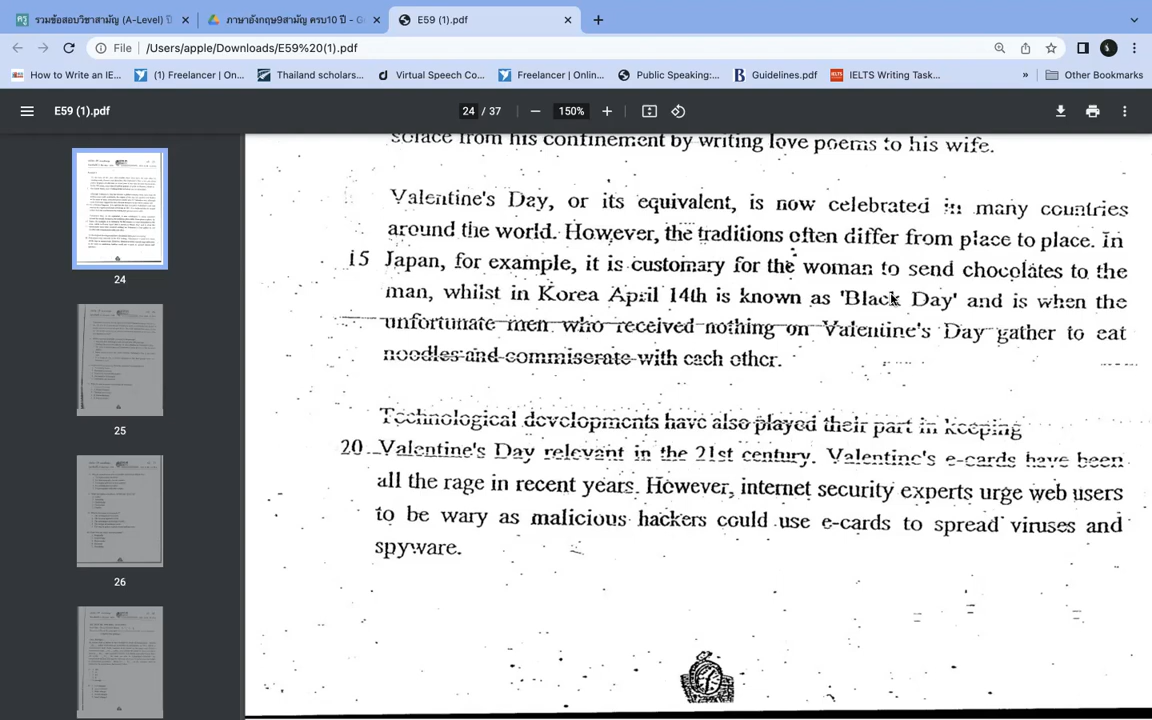 รวมข้อสอบวิชาสามัญ (A-Level) ปี
ภาษาอังกฤษ9สามัญ ครบ10 ปี - G
E59 (1).pdf
File /Users/apple/Downloads/E59%20(1).pdf
How to Write an IE... (1) Freelancer | On... Thailand scholars... Virtual Speech Co... Freelancer | Onlin... Public Speaking:... Guidelines.pdf IELTS Writing Task... » Other Bookmarks
E59 (1).pdf 24 / 37 150%
24
25
26
solace from his confinement by writing love poems to his wife.
Valentine's Day, or its equivalent, is now celebrated in many countries
around the world. However, the traditions often differ from place to place. In
15 Japan, for example, it is customary for the woman to send chocolates to the
man, whilst in Korea April 14th is known as 'Black Day' and is when the
unfortunate men who received nothing on Valentine's Day gather to eat
noodles and commiserate with each other.
Technological developments have also played their part in keeping
20 Valentine's Day relevant in the 21st century. Valentine's e-cards have been
all the rage in recent years. However, internet security experts urge web users
to be wary as malicious hackers could use e-cards to spread viruses and
spyware.